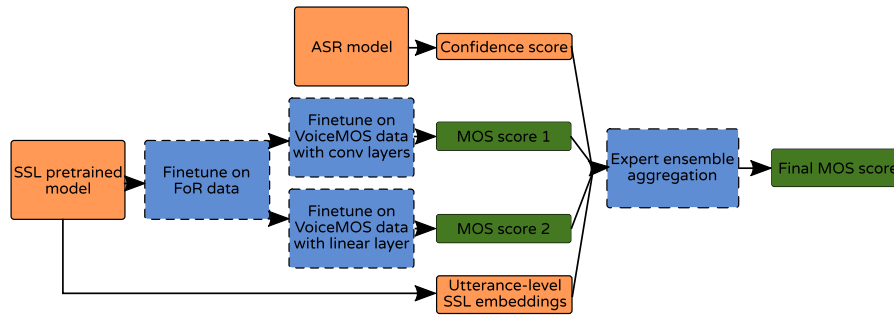 ASR model
Confidence score
Finetune on
VoiceMOS data
with conv layers
MOS score 1
SSL pretrained
model
Finetune on
FoR data
Expert ensemble
aggregation
Final MOS score
Finetune on
VoiceMOS data
with linear layer
MOS score 2
Utterance-level
SSL embeddings